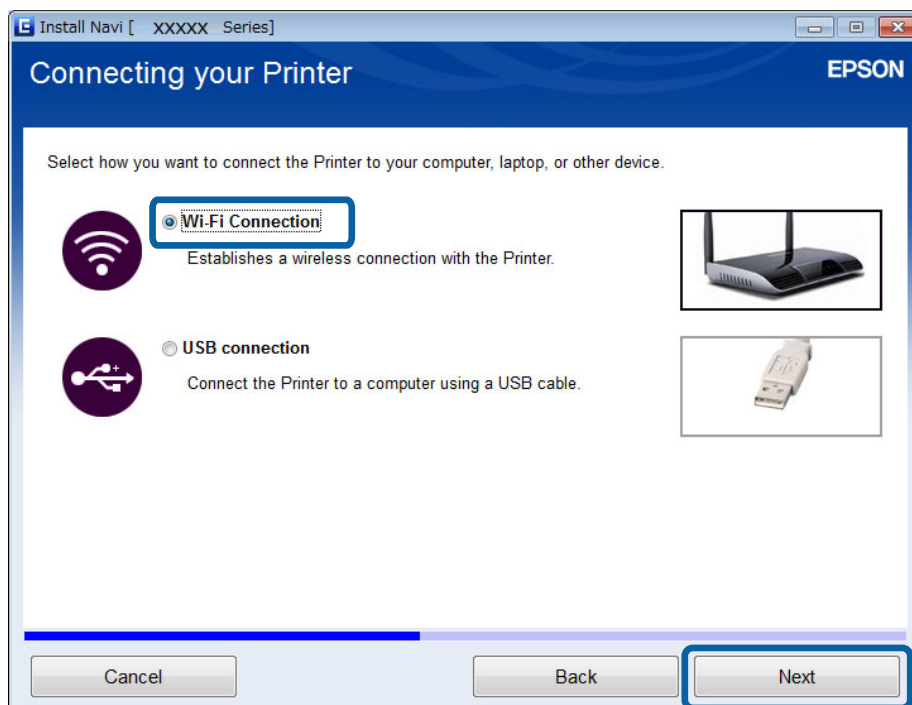 Install Navi [ XXXXX Series]
Connecting your Printer
EPSON
Select how you want to connect the Printer to your computer, laptop, or other device.
Wi-Fi Connection
Establishes a wireless connection with the Printer.
USB connection
Connect the Printer to a computer using a USB cable.
Cancel
Back
Next